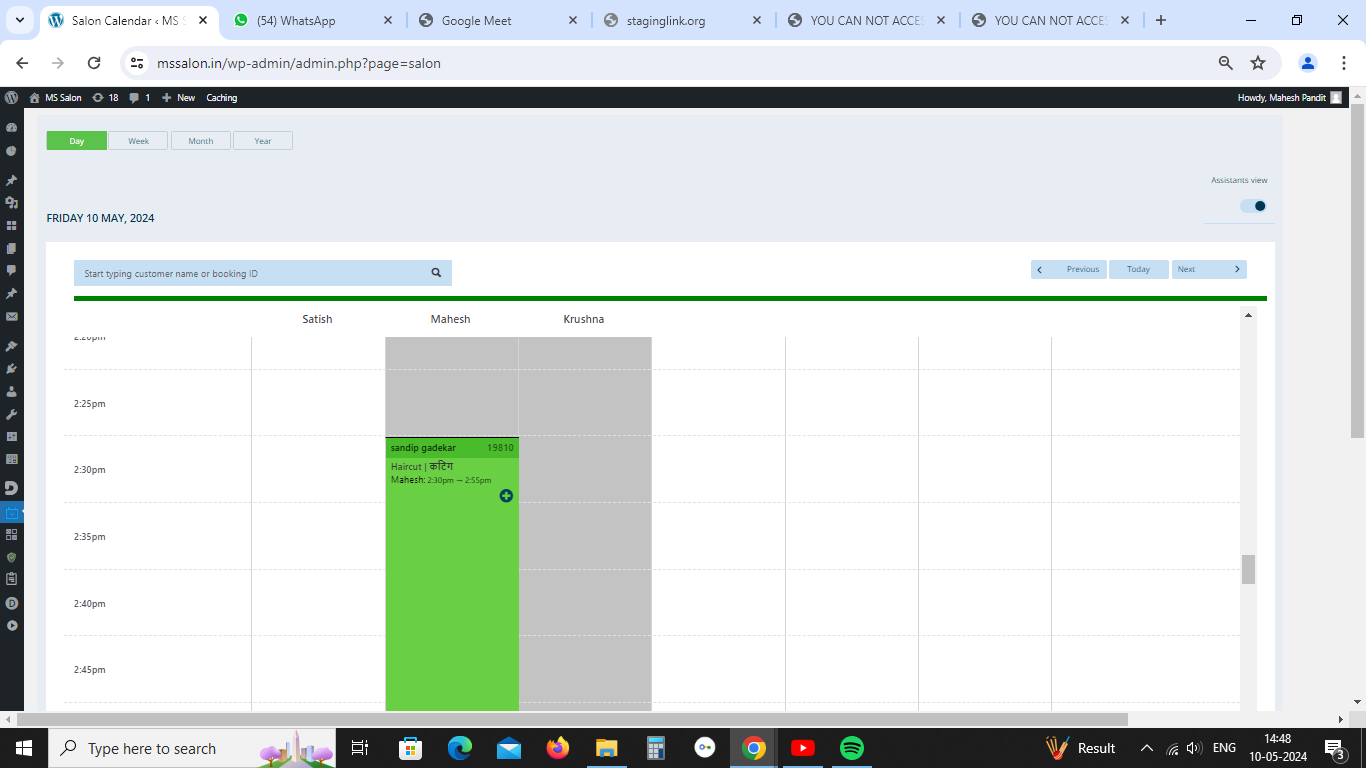 Salon Calendar ‹ MS S
(54) WhatsApp
Google Meet
staginglink.org
YOU CAN NOT ACCES
YOU CAN NOT ACCES
mssalon.in/wp-admin/admin.php?page=salon
MS Salon
18
1
New
Caching
Howdy, Mahesh Pandit
Day
Week
Month
Year
Assistants view
FRIDAY 10 MAY, 2024
Start typing customer name or booking ID
Previous
Today
Next
Satish
Mahesh
Krushna
2:20pm
2:25pm
sandip gadekar 19810
2:30pm
Haircut | कटिंग
Mahesh: 2:30pm → 2:55pm
2:35pm
2:40pm
2:45pm
Type here to search
Result
ENG
14:48
10-05-2024
3